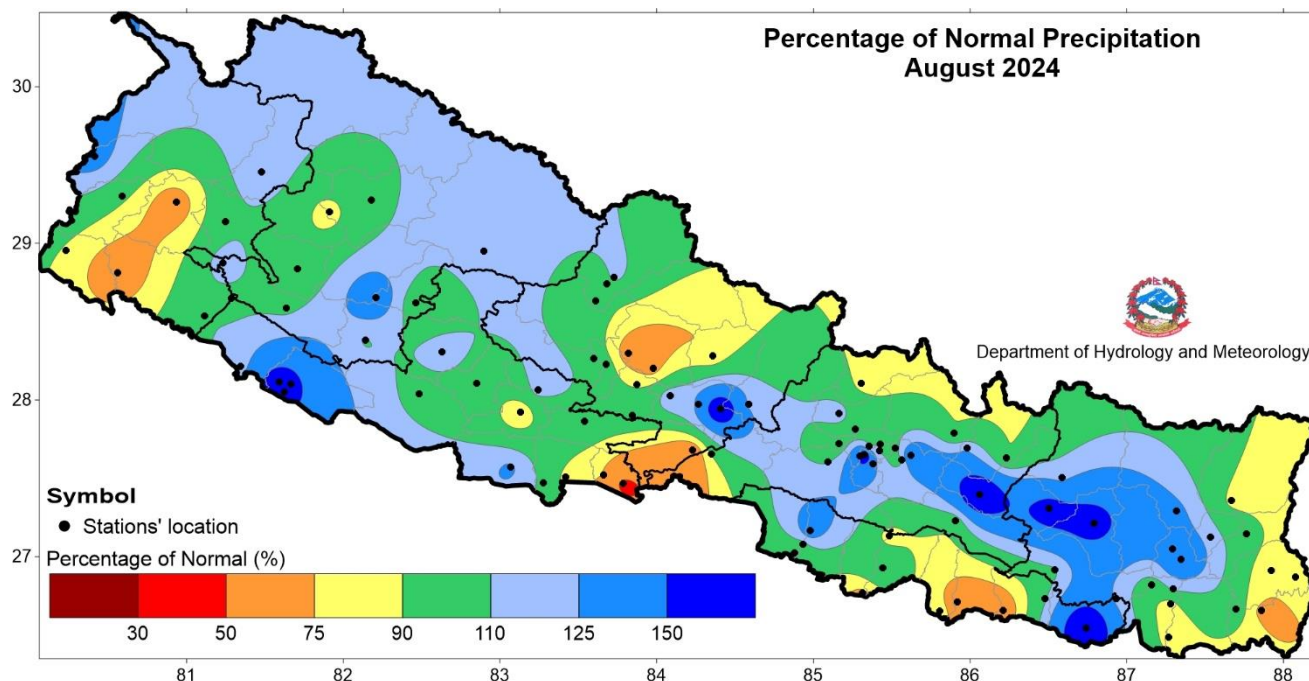 Percentage of Normal Precipitation
August 2024
30
29
28
27
Department of Hydrology and Meteorology
Symbol
Stations' location
Percentage of Normal (%)
30 50 75 90 110 125 150
81 82 83 84 85 86 87 88